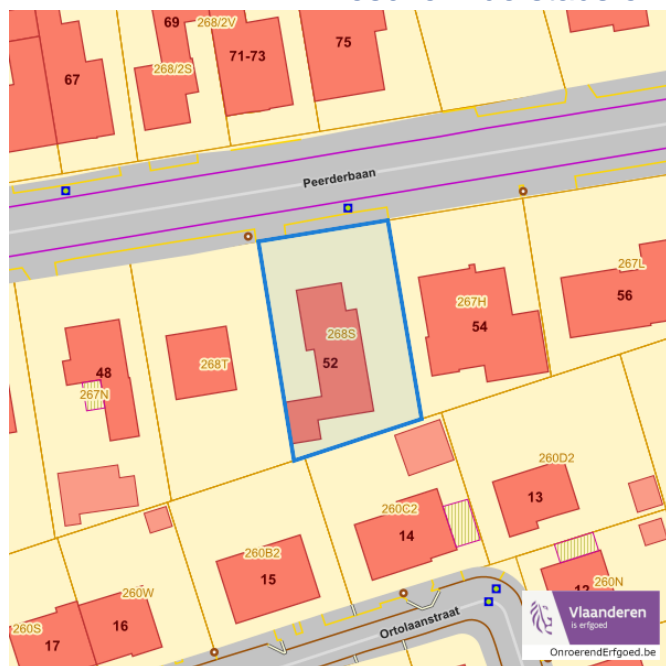 69
268/2V
67
268/2S
71-73
75
Peerderbaan
267L
267H
56
54
268S
52
268T
48
267N
260D2
13
260C2
14
260B2
15
260W
16
260S
17
260N
Ortolaanstraat
Vlaanderen
is erfgoed
OnroerendErfgoed.be